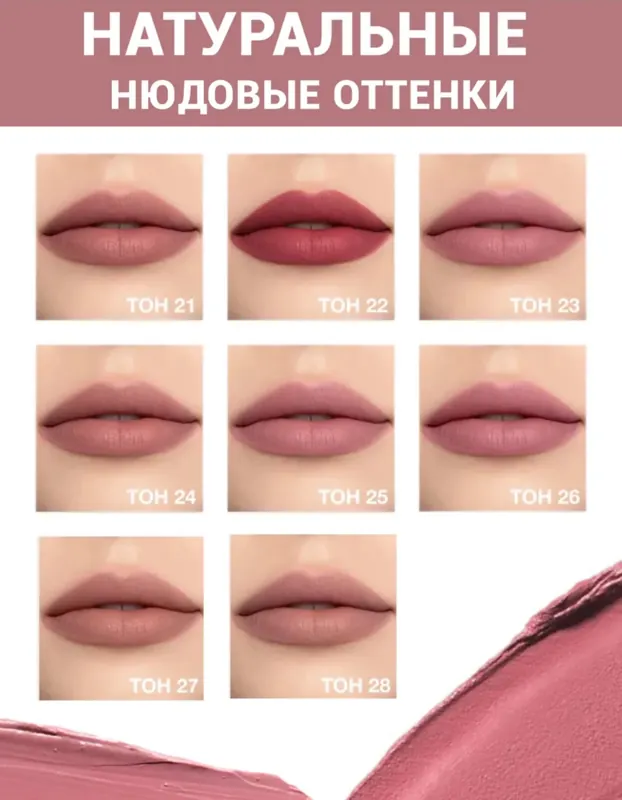 НАТУРАЛЬНЫЕ
НЮДОВЫЕ ОТТЕНКИ
ТОН 21
ТОН 22
ТОН 23
ТОН 24
ТОН 25
ТОН 26
ТОН 27
ТОН 28